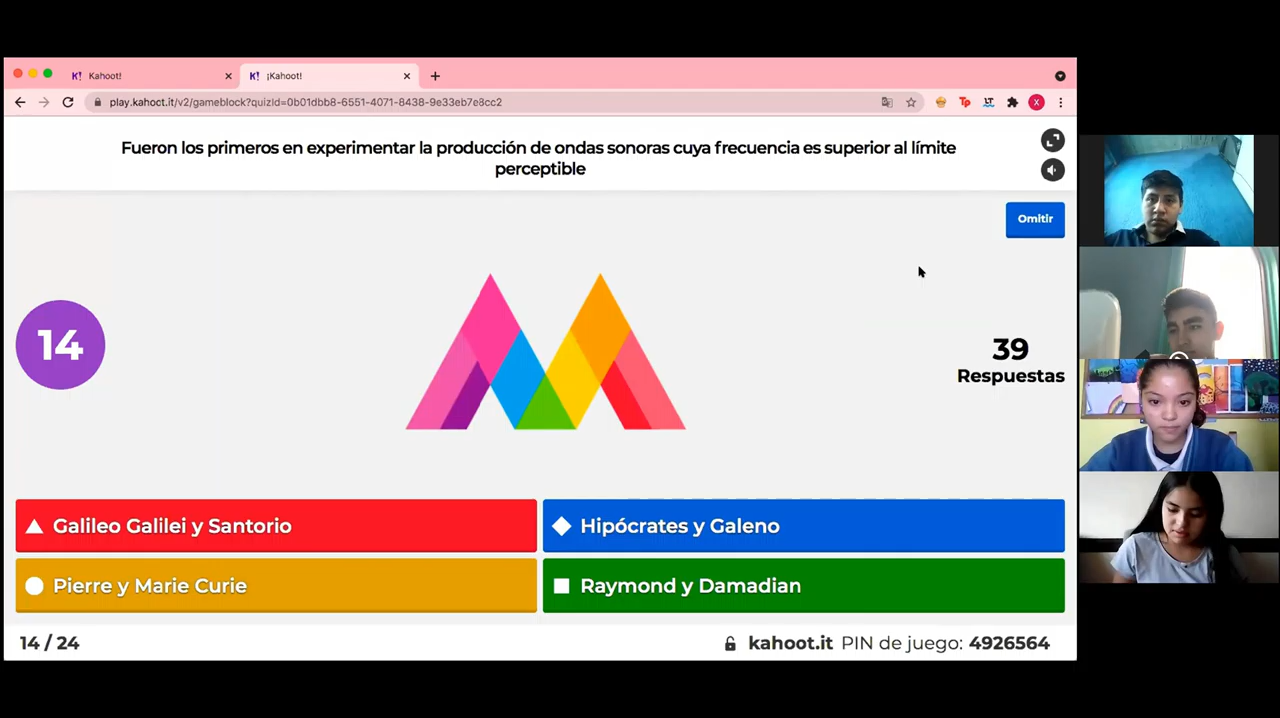 Kahoot!
¡Kahoot!
play.kahoot.it/v2/gameblock?quizId=0b01dbb8-6551-4071-8438-9e33eb7e8cc2
Fueron los primeros en experimentar la producción de ondas sonoras cuya frecuencia es superior al límite
perceptible
Omitir
14
39
Respuestas
Galileo Galilei y Santorio
Hipócrates y Galeno
Pierre y Marie Curie
Raymond y Damadian
14 / 24
kahoot.it PIN de juego: 4926564